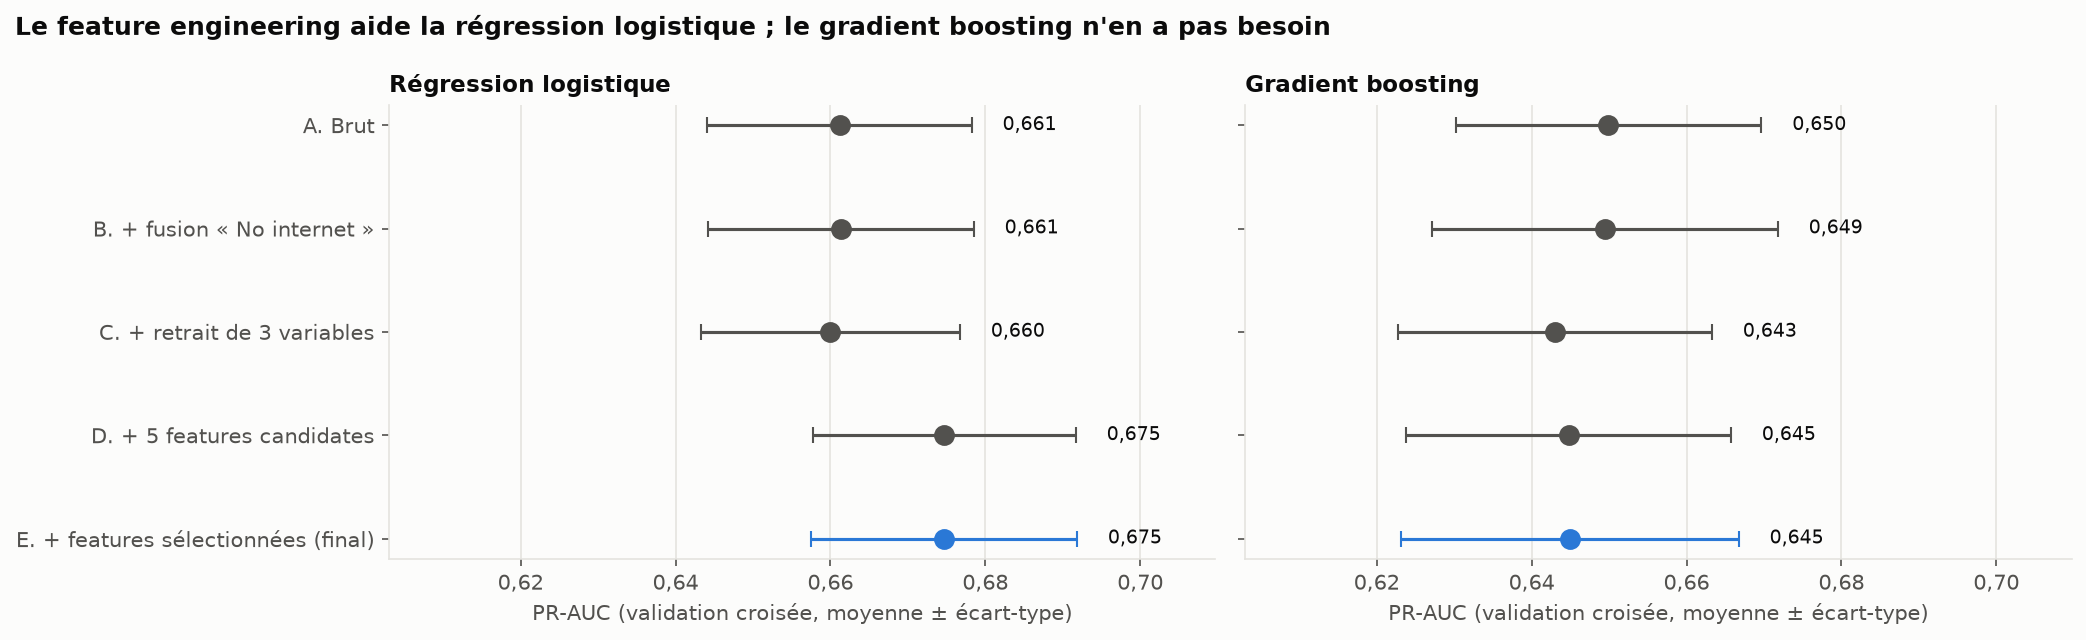 Le feature engineering aide la régression logistique ; le gradient boosting n'en a pas besoin
Régression logistique
A. Brut
B. + fusion « No internet »
C. + retrait de 3 variables
D. + 5 features candidates
E. + features sélectionnées (final)
0,661
0,661
0,660
0,675
0,675
0,62 0,64 0,66 0,68 0,70
PR-AUC (validation croisée, moyenne ± écart-type)
Gradient boosting
0,650
0,649
0,643
0,645
0,645
0,62 0,64 0,66 0,68 0,70
PR-AUC (validation croisée, moyenne ± écart-type)